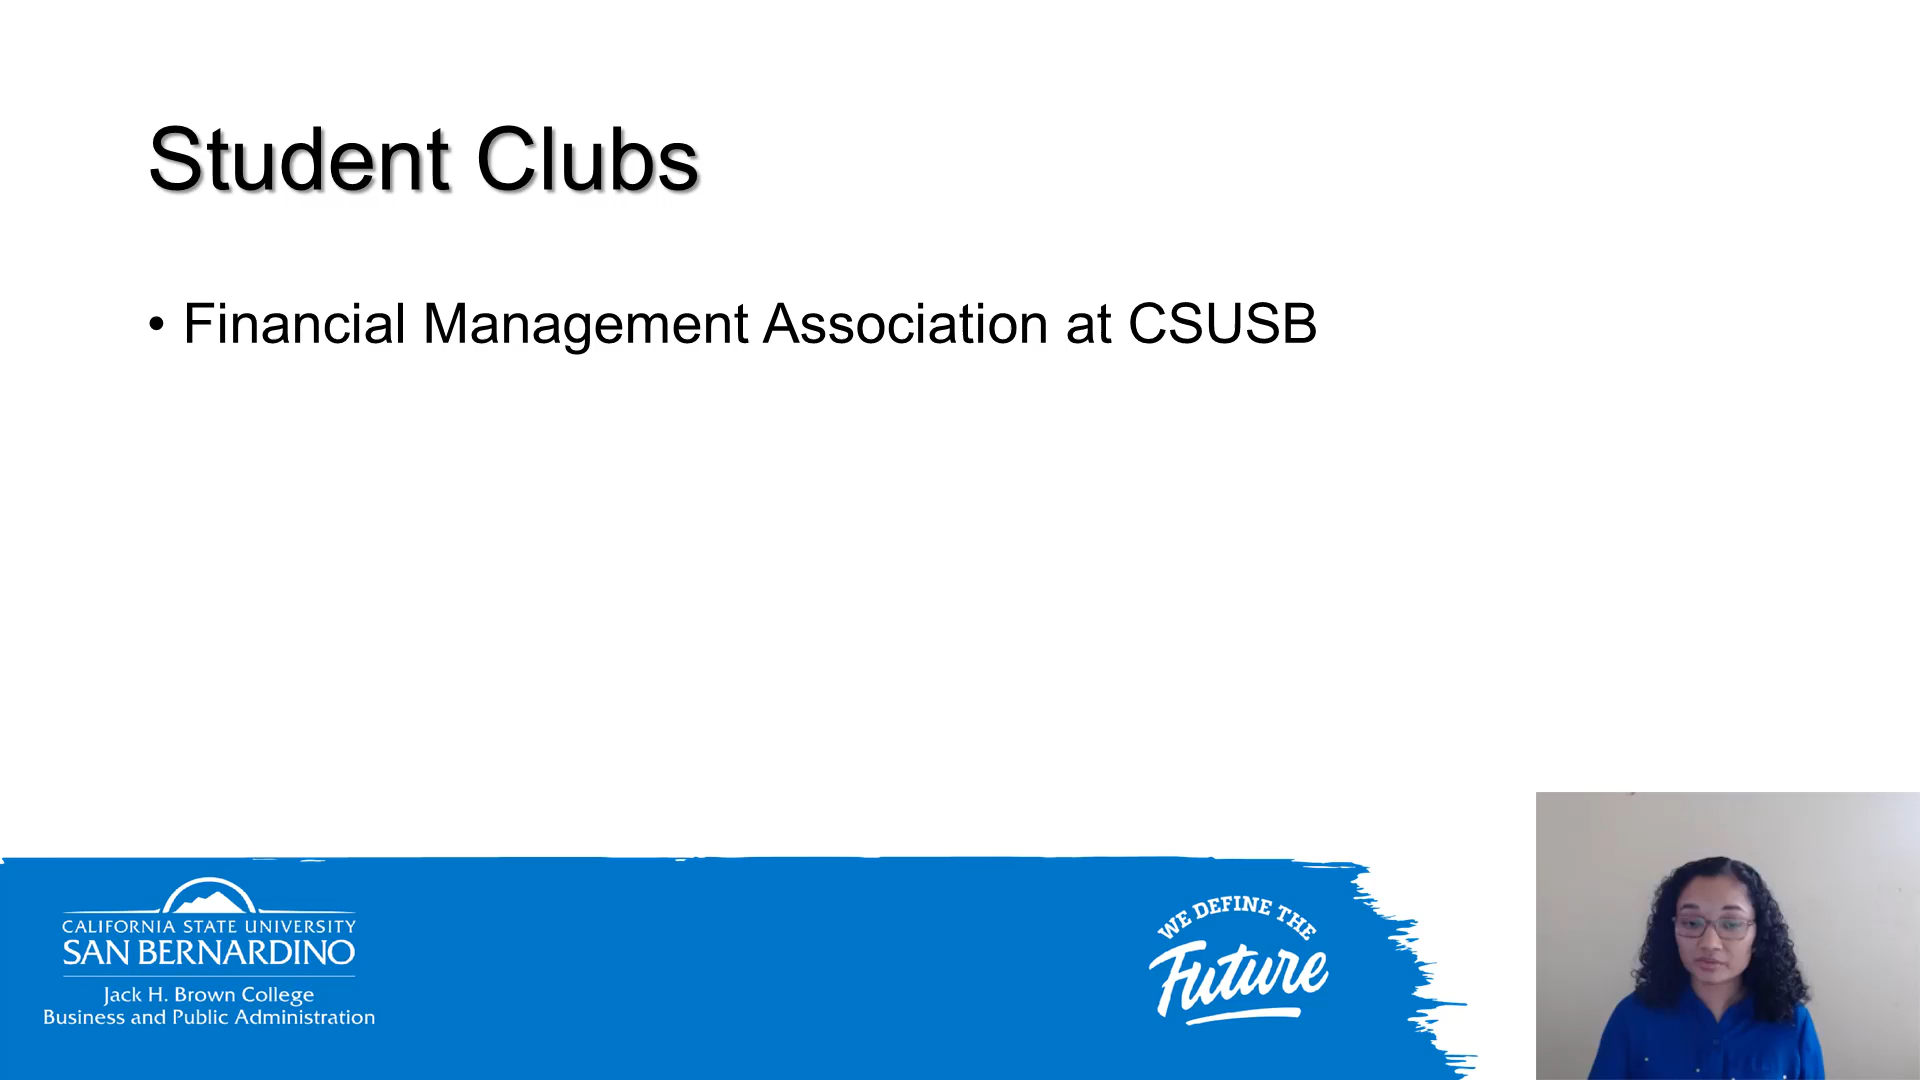 Student Clubs
• Financial Management Association at CSUSB
CALIFORNIA STATE UNIVERSITY
SAN BERNARDINO
Jack H. Brown College
Business and Public Administration
WE DEFINE THE
Future